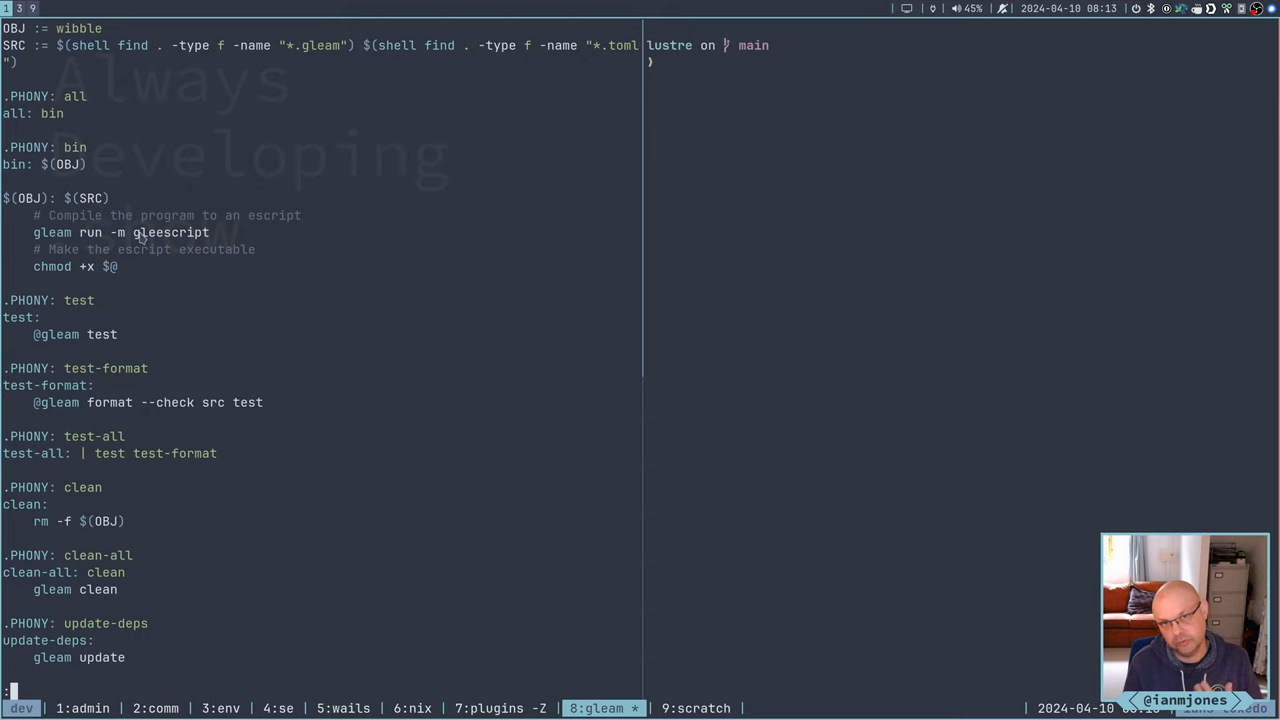 1 3 9
45%
2024-04-10 08:13
OBJ := wibble
SRC := $(shell find . -type f -name "*.gleam") $(shell find . -type f -name "*.toml
")
.PHONY: all
all: bin
.PHONY: bin
bin: $(OBJ)
$(OBJ): $(SRC)
# Compile the program to an escript
gleam run -m gleescript
# Make the escript executable
chmod +x $@
.PHONY: test
test:
@gleam test
.PHONY: test-format
test-format:
@gleam format --check src test
.PHONY: test-all
test-all: | test test-format
.PHONY: clean
clean:
rm -f $(OBJ)
.PHONY: clean-all
clean-all: clean
gleam clean
.PHONY: update-deps
update-deps:
gleam update
:
Always
Developing
lustre on main
❯
@ianmjones
dev 1:admin 2:comm 3:env 4:se 5:wails 6:nix 7:plugins -Z 8:gleam * 9:scratch 2024-04-10